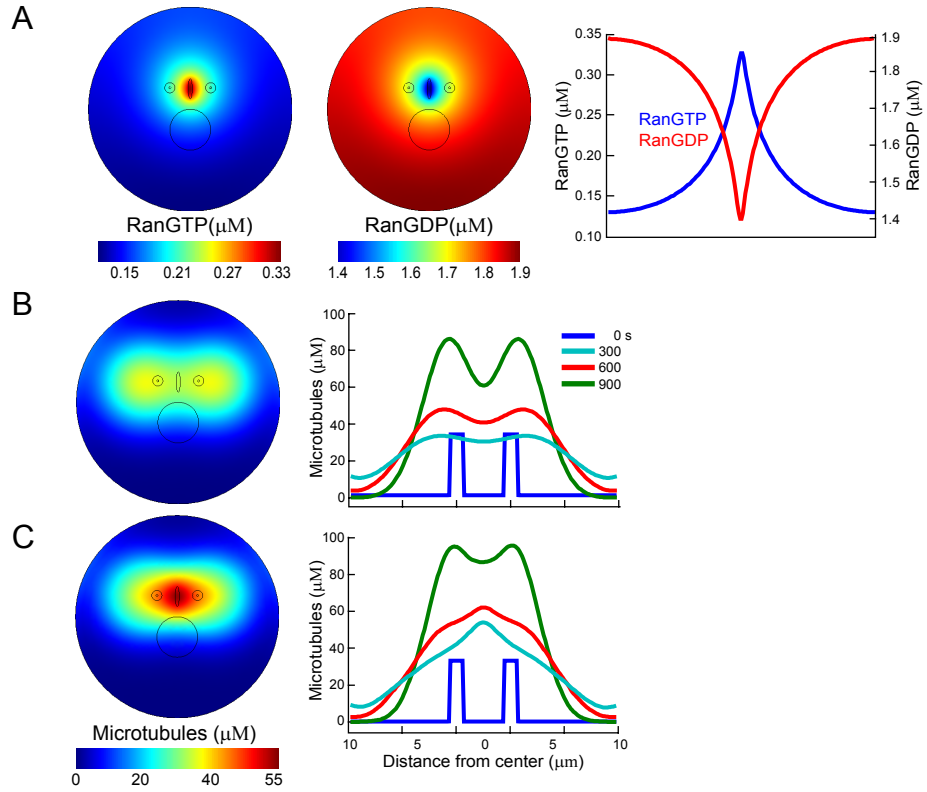 A
RanGTP(μM)
0.15 0.21 0.27 0.33
RanGDP(μM)
1.4 1.5 1.6 1.7 1.8 1.9
RanGTP (μM)
0.35
0.30
0.25
0.20
0.15
0.10
RanGTP
RanGDP
1.9
1.8
1.7
1.6
1.5
1.4
RanGDP (μM)
B
Microtubules (μM)
100
80
60
40
20
0
0 s
300
600
900
C
Microtubules (μM)
0 20 40 55
Microtubules (μM)
100
80
60
40
20
0
10 5 0 5 10
Distance from center (μm)